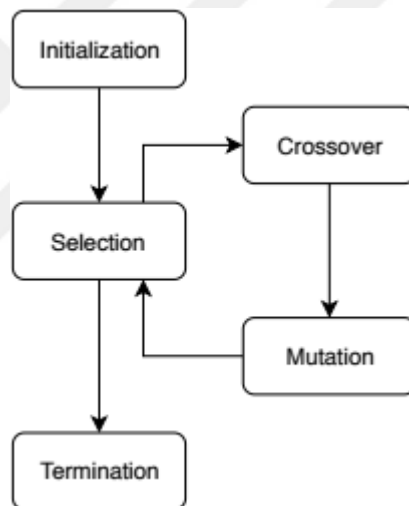 Initialization
Crossover
Selection
Mutation
Termination